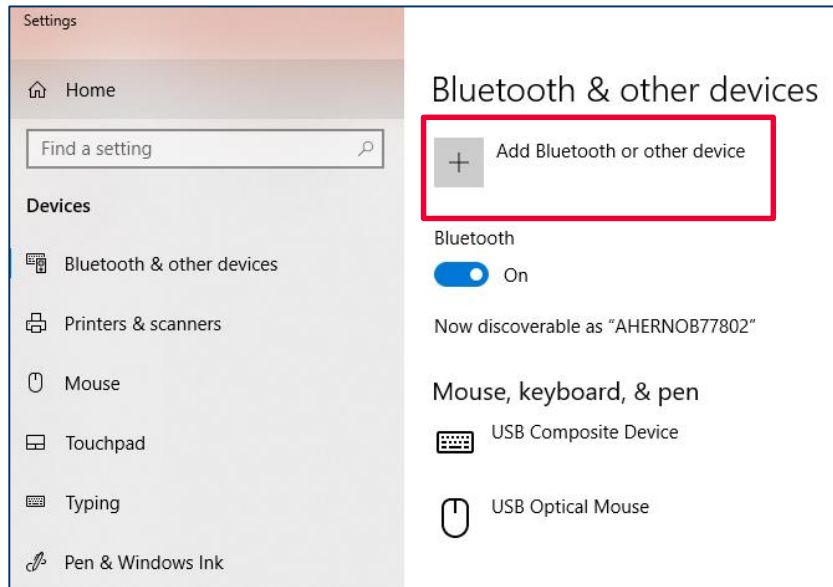 Settings
Home
Find a setting
Devices
Bluetooth & other devices
Printers & scanners
Mouse
Touchpad
Typing
Pen & Windows Ink
Bluetooth & other devices
Add Bluetooth or other device
Bluetooth
On
Now discoverable as “AHERNOB77802”
Mouse, keyboard, & pen
USB Composite Device
USB Optical Mouse